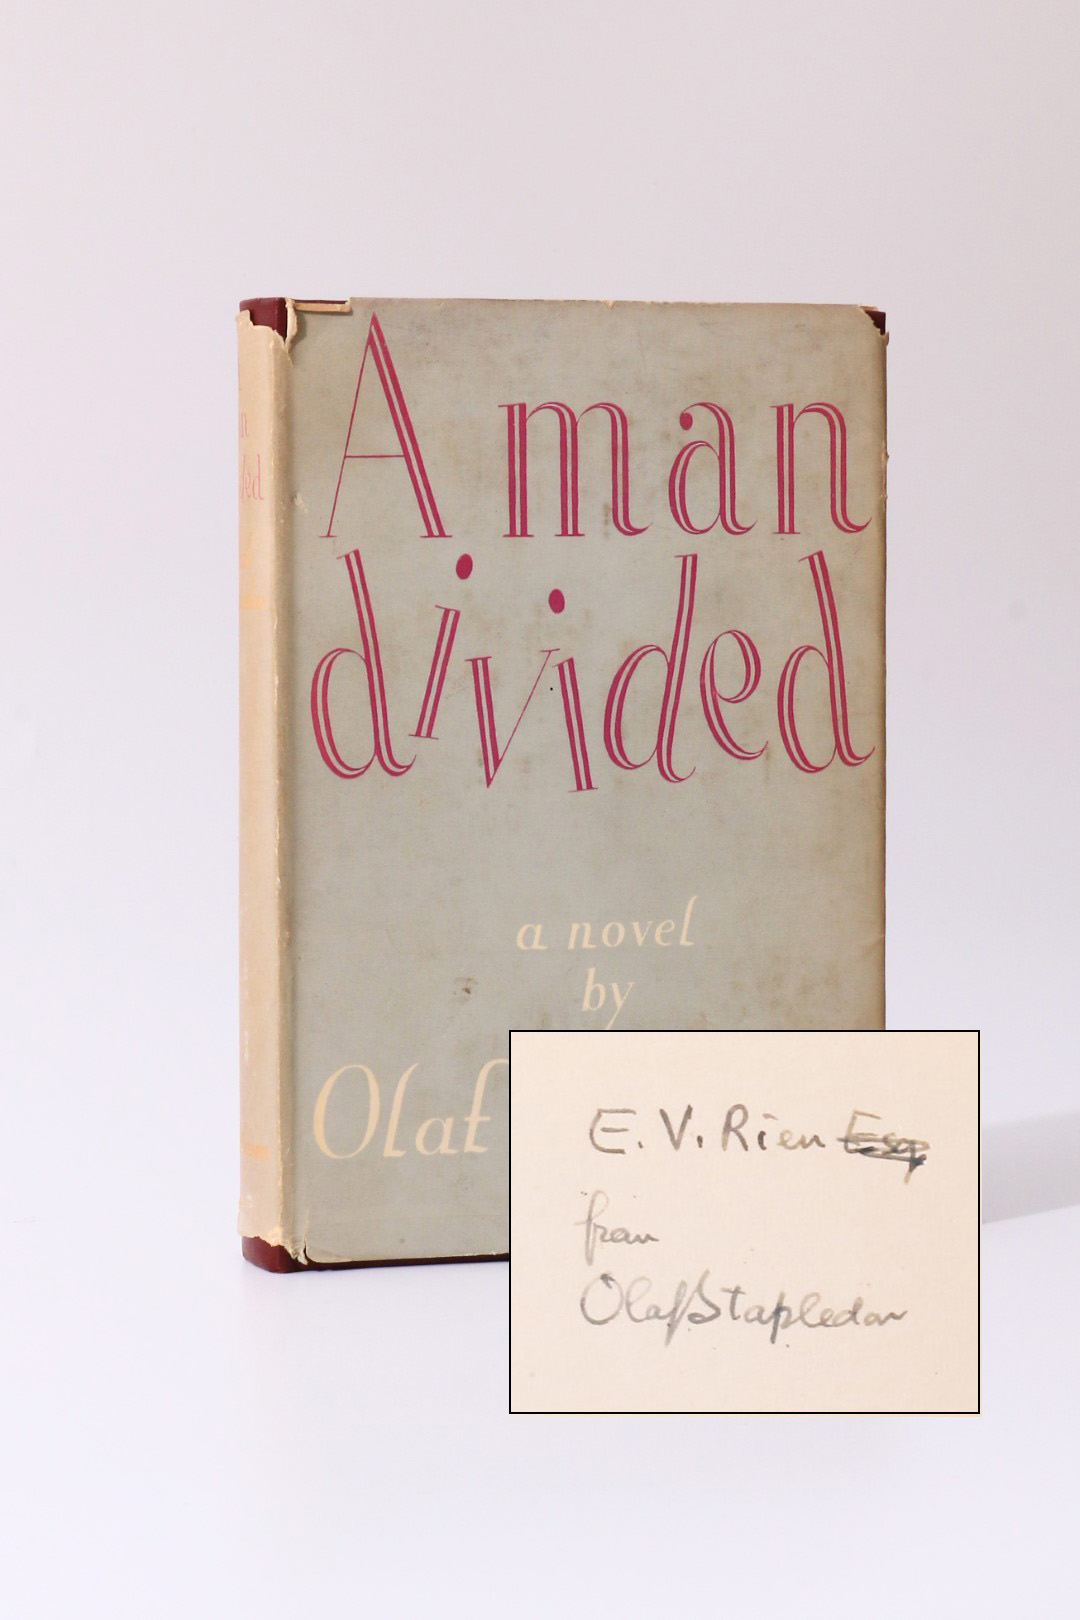 A man
divided
a novel
by
Olaf
E. V. Rieu Esq
from
Olaf Stapledon